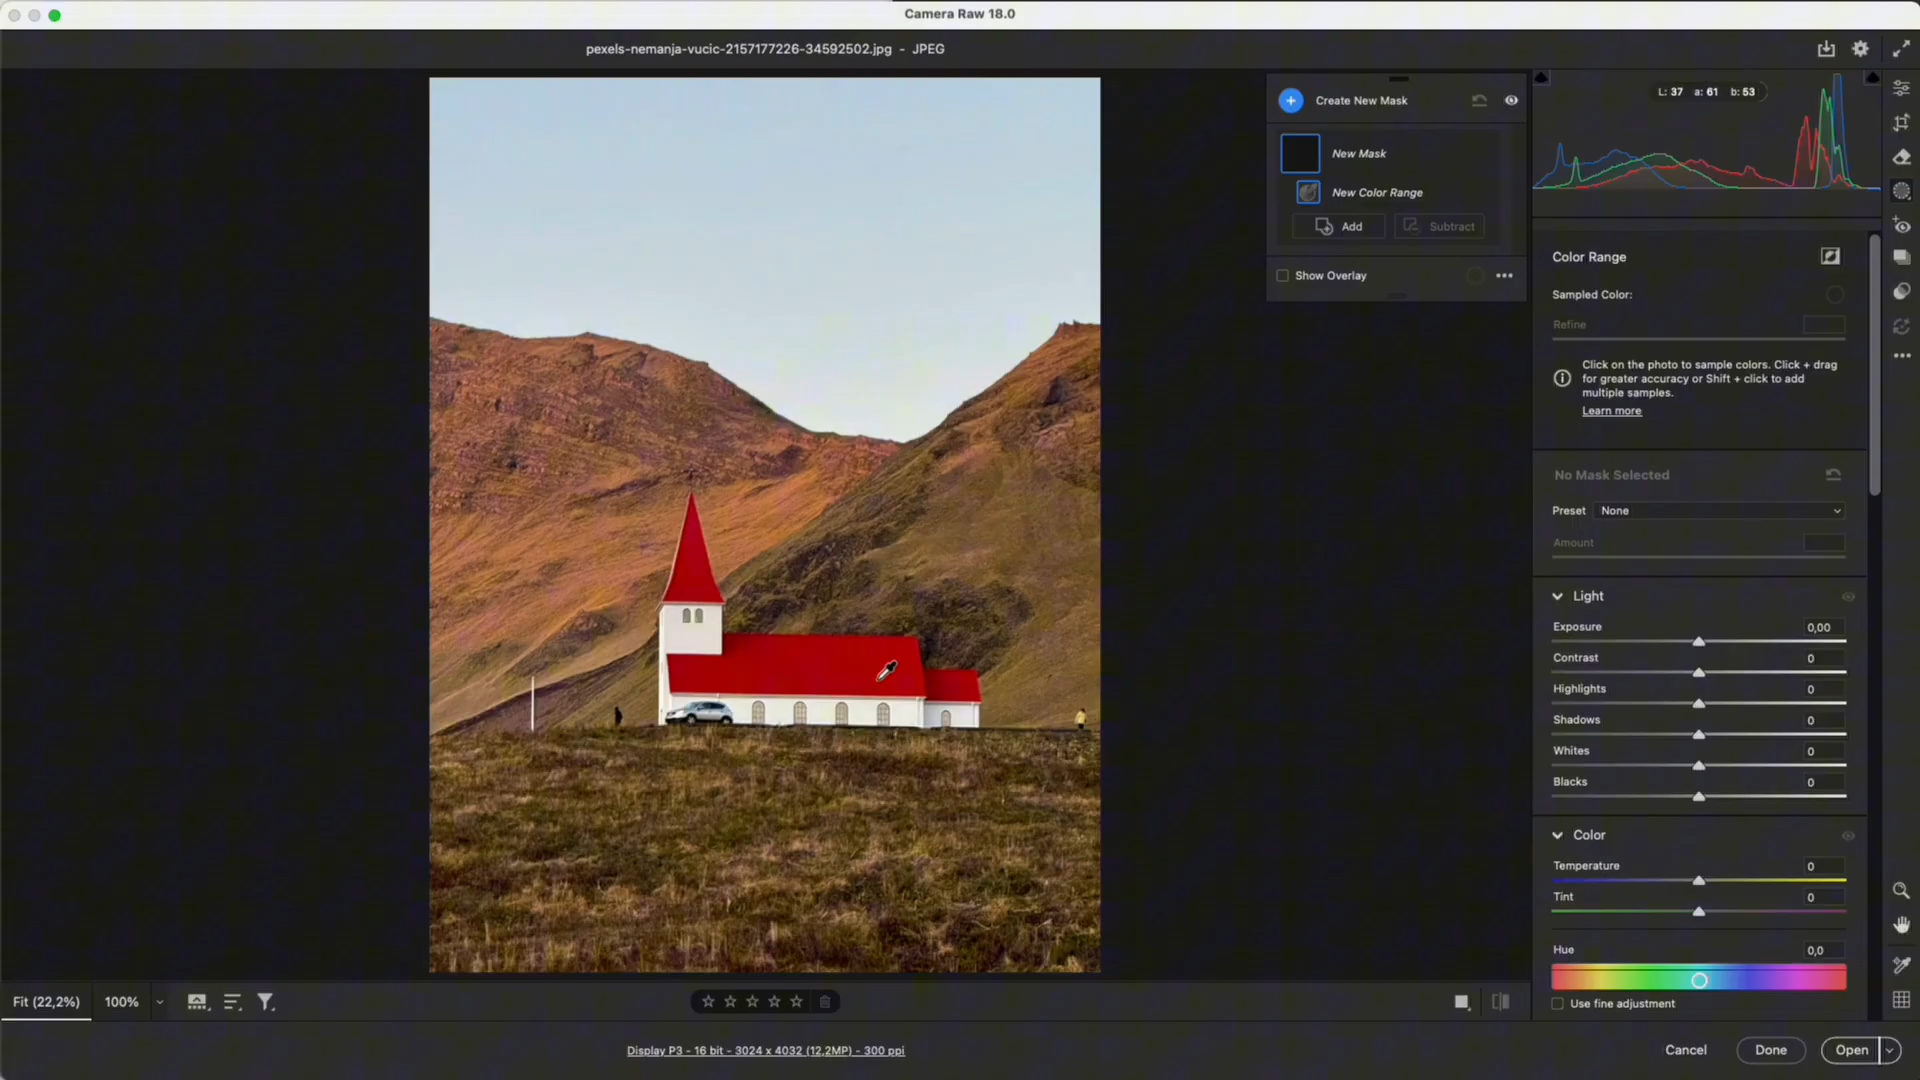 Camera Raw 18.0
pexels-nemanja-vucic-2157177226-34592502.jpg - JPEG
Create New Mask
New Mask
New Color Range
Add
Subtract
Show Overlay
L: 37 a: 61 b: 53
Color Range
Sampled Color:
Refine
Click on the photo to sample colors. Click + drag
for greater accuracy or Shift + click to add
multiple samples.
Learn more
No Mask Selected
Preset None
Amount
Light
Exposure 0,00
Contrast 0
Highlights 0
Shadows 0
Whites 0
Blacks 0
Color
Temperature 0
Tint 0
Hue 0,0
Use fine adjustment
Fit (22,2%) 100%
Display P3 - 16 bit - 3024 x 4032 (12,2MP) - 300 ppi
Cancel Done Open